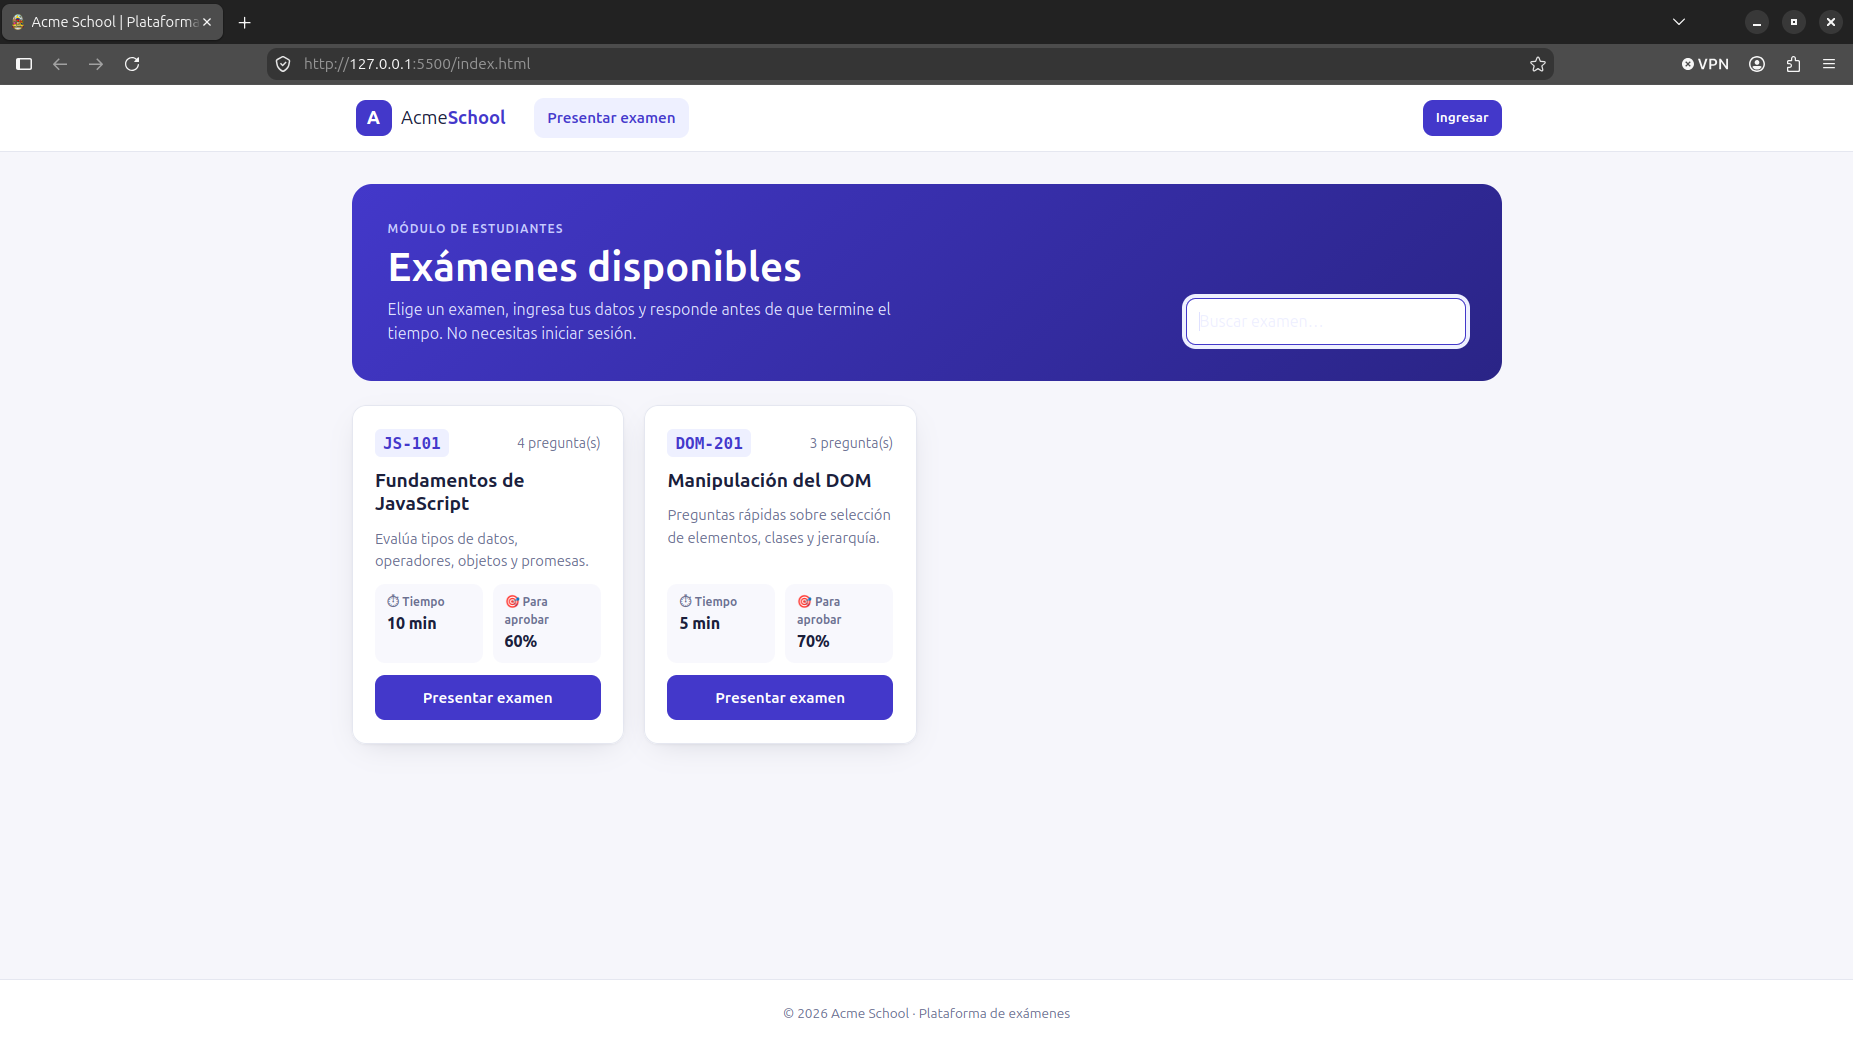 Acme School | Plataforma
http://127.0.0.1:5500/index.html
VPN
A AcmeSchool
Presentar examen
Ingresar
MÓDULO DE ESTUDIANTES
Exámenes disponibles
Elige un examen, ingresa tus datos y responde antes de que termine el
tiempo. No necesitas iniciar sesión.
Buscar examen...
JS-101
4 pregunta(s)
Fundamentos de
JavaScript
Evalúa tipos de datos,
operadores, objetos y promesas.
Tiempo
10 min
Para
aprobar
60%
Presentar examen
DOM-201
3 pregunta(s)
Manipulación del DOM
Preguntas rápidas sobre selección
de elementos, clases y jerarquía.
Tiempo
5 min
Para
aprobar
70%
Presentar examen
© 2026 Acme School · Plataforma de exámenes